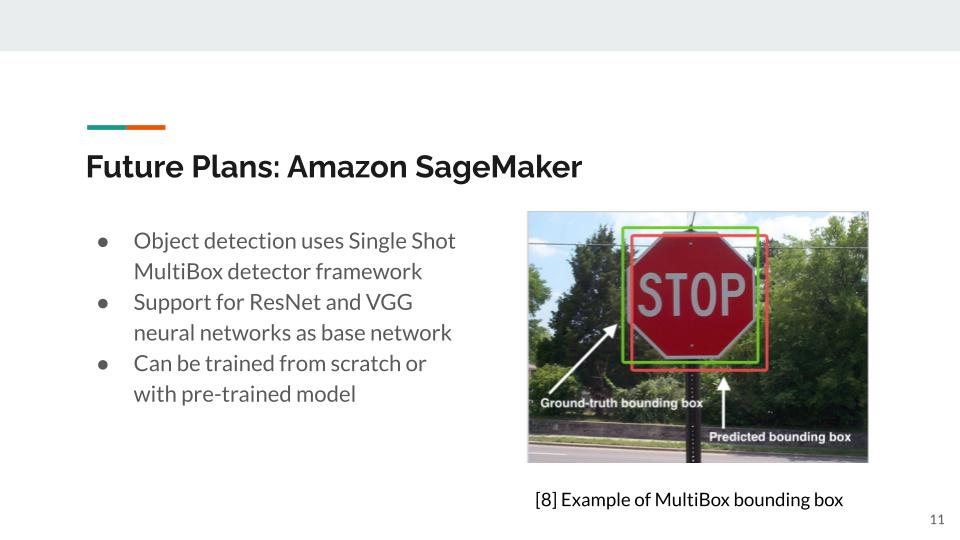 Future Plans: Amazon SageMaker
● Object detection uses Single Shot
MultiBox detector framework
● Support for ResNet and VGG
neural networks as base network
● Can be trained from scratch or
with pre-trained model
STOP
Ground-truth bounding box
Predicted bounding box
[8] Example of MultiBox bounding box
11